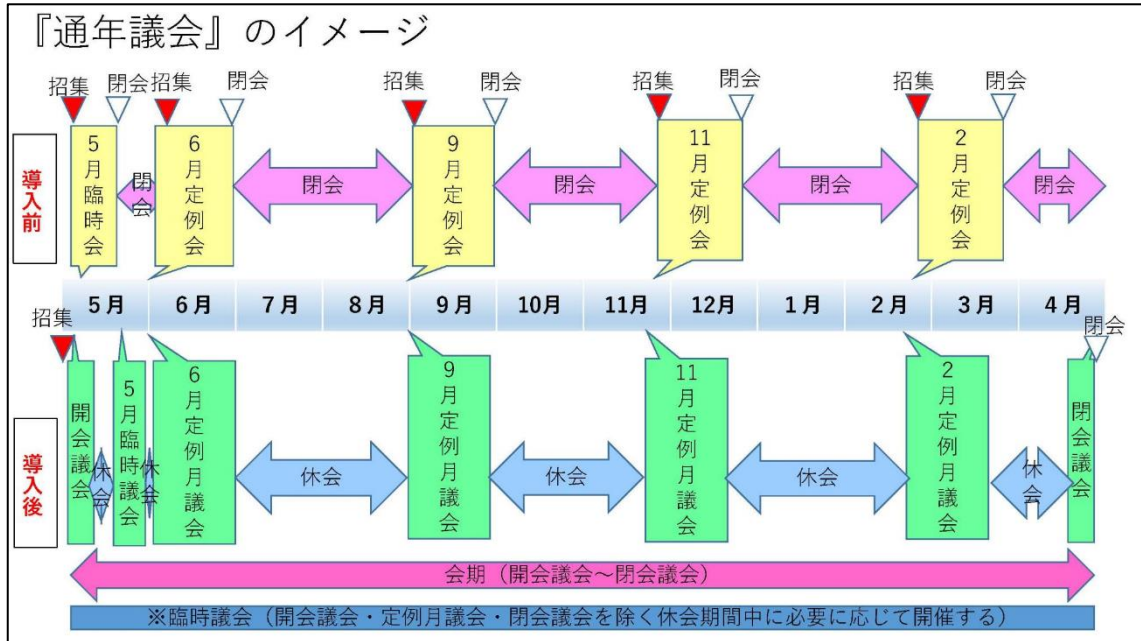 『通年議会』のイメージ
招集
閉会
招集
閉会
招集
閉会
招集
閉会
招集
閉会
導入前
5月臨時会
閉会
6月定例会
閉会
9月定例会
閉会
11月定例会
閉会
2月定例会
閉会
5月
6月
7月
8月
9月
10月
11月
12月
1月
2月
3月
4月
招集
閉会
導入後
開会議会
休会
5月臨時議会
休会
6月定例月議会
休会
9月定例月議会
休会
11月定例月議会
休会
2月定例月議会
休会
閉会議会
会期（開会議会～閉会議会）
※臨時議会（開会議会・定例月議会・閉会議会を除く休会期間中に必要に応じて開催する）